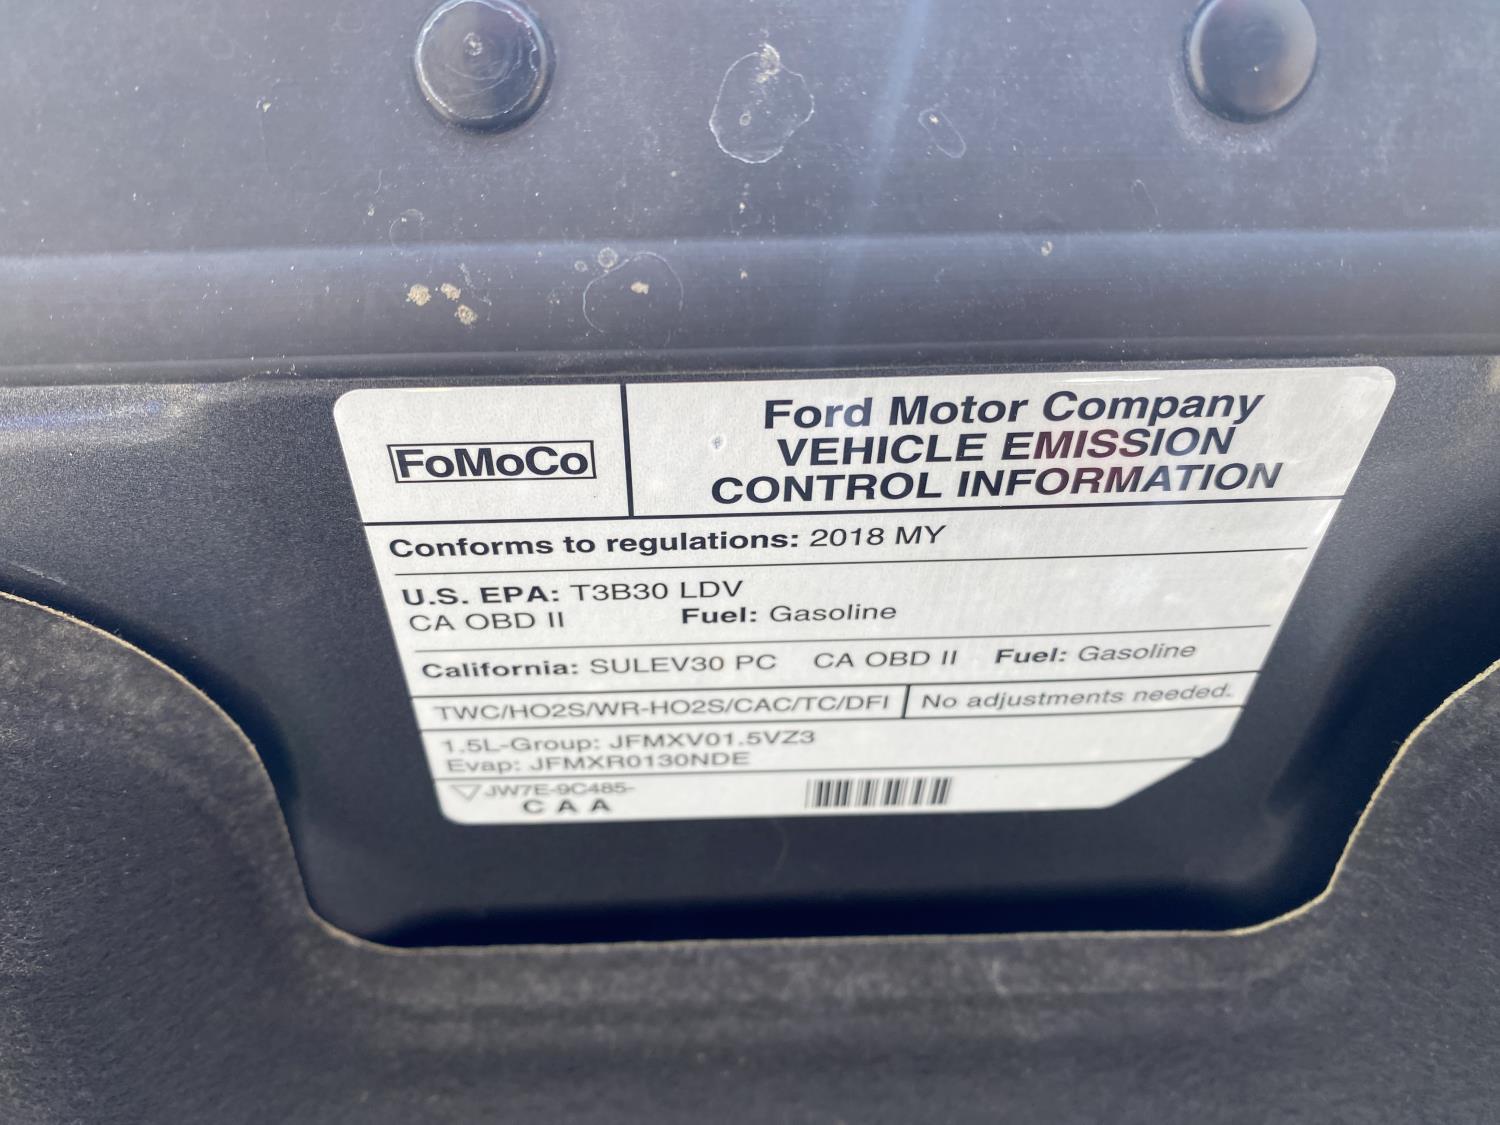 FoMoCo
Ford Motor Company
VEHICLE EMISSION
CONTROL INFORMATION
Conforms to regulations: 2018 MY
U.S. EPA: T3B30 LDV
CA OBD II Fuel: Gasoline
California: SULEV30 PC CA OBD II Fuel: Gasoline
TWC/HO2S/WR-HO2S/CAC/TC/DFI No adjustments needed.
1.5L-Group: JFMXV01.5VZ3
Evap: JFMXR0130NDE
JW7E-9C485-
C A A